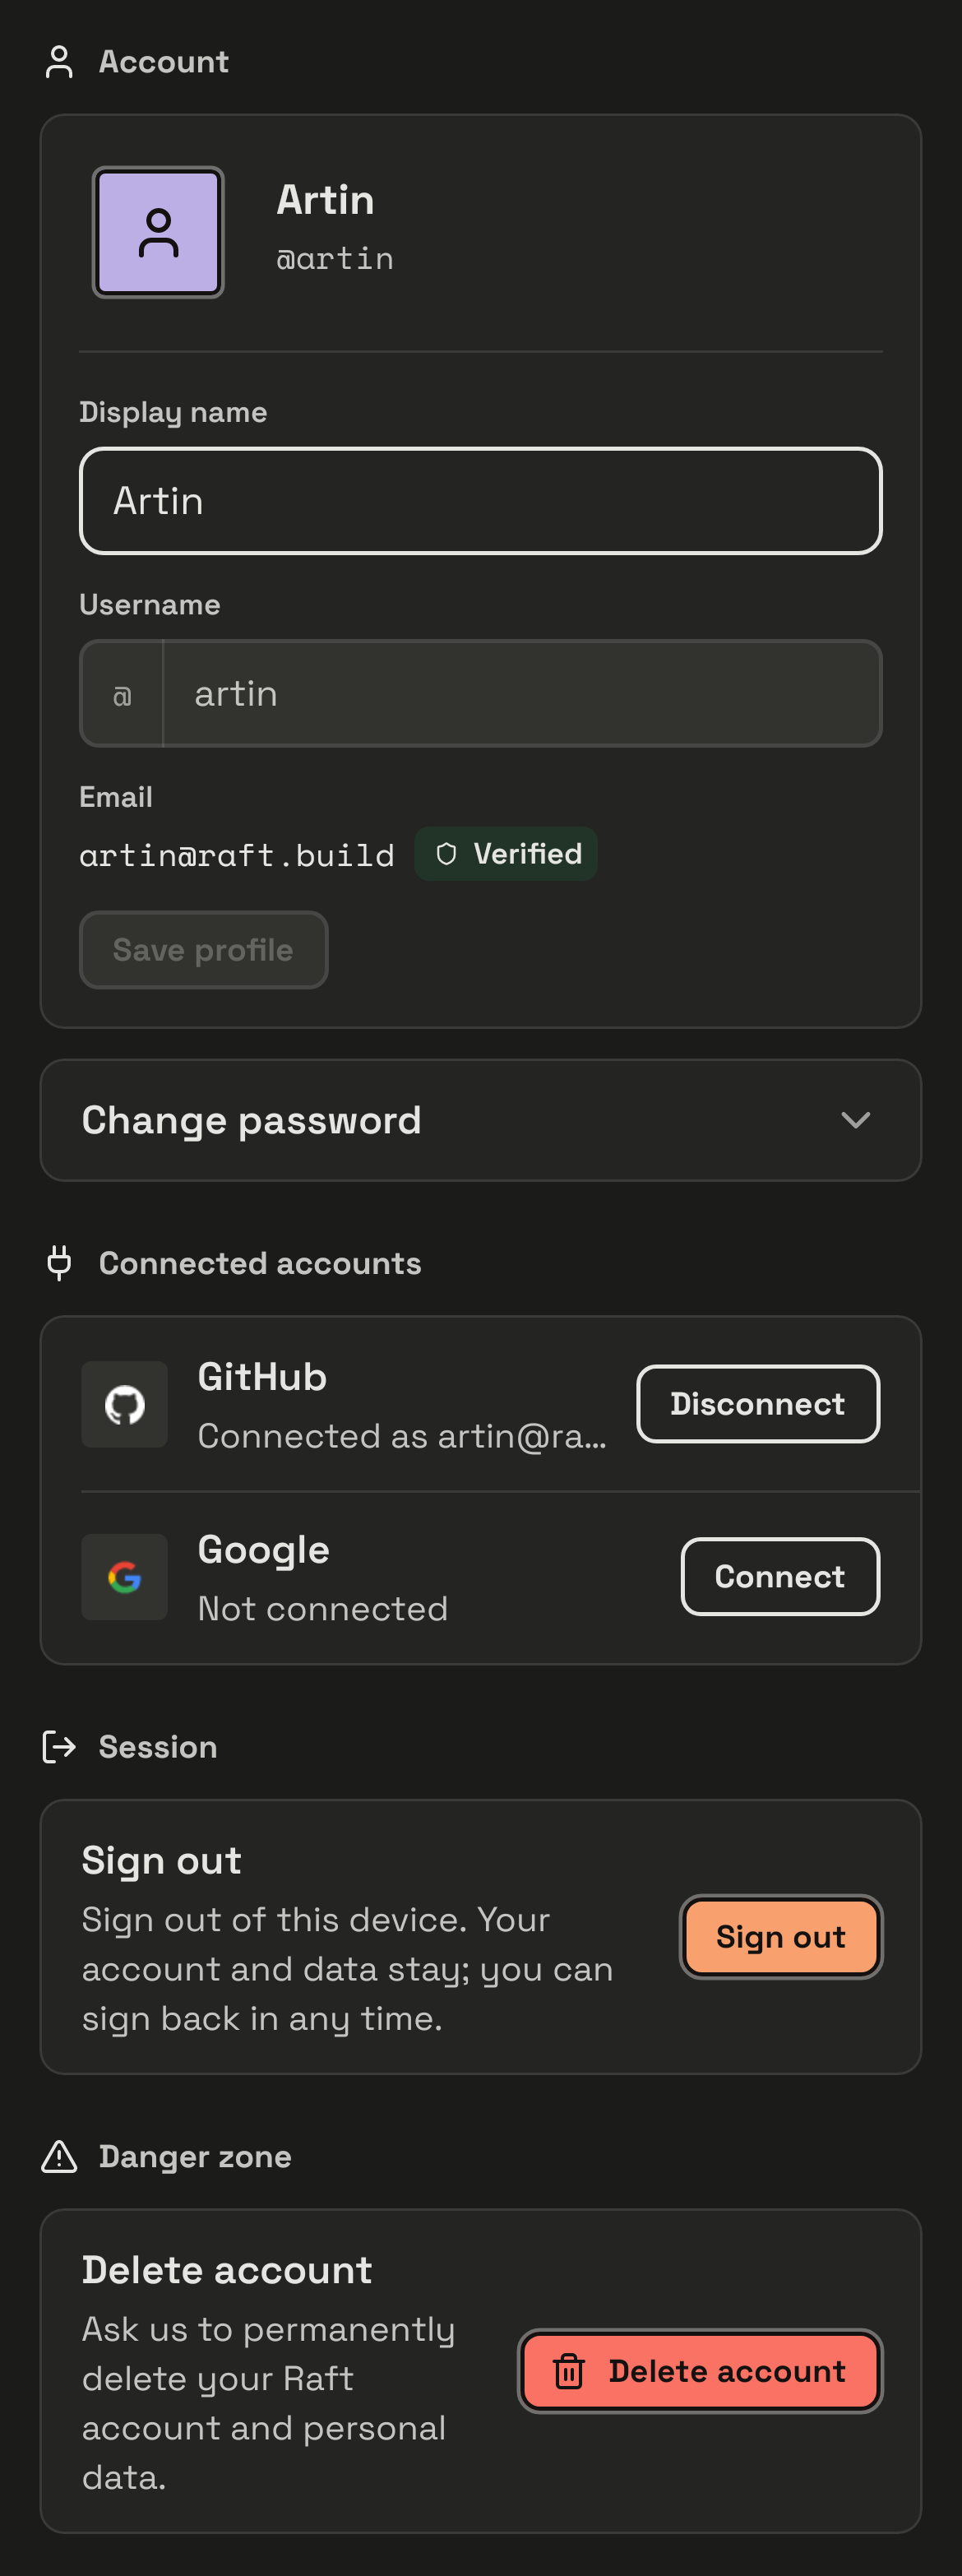 Account
Artin
@artin
Display name
Artin
Username
@ artin
Email
artin@raft.build Verified
Save profile
Change password
Connected accounts
GitHub
Connected as artin@ra...
Disconnect
Google
Not connected
Connect
Session
Sign out
Sign out of this device. Your
account and data stay; you can
sign back in any time.
Sign out
Danger zone
Delete account
Ask us to permanently
delete your Raft
account and personal
data.
Delete account